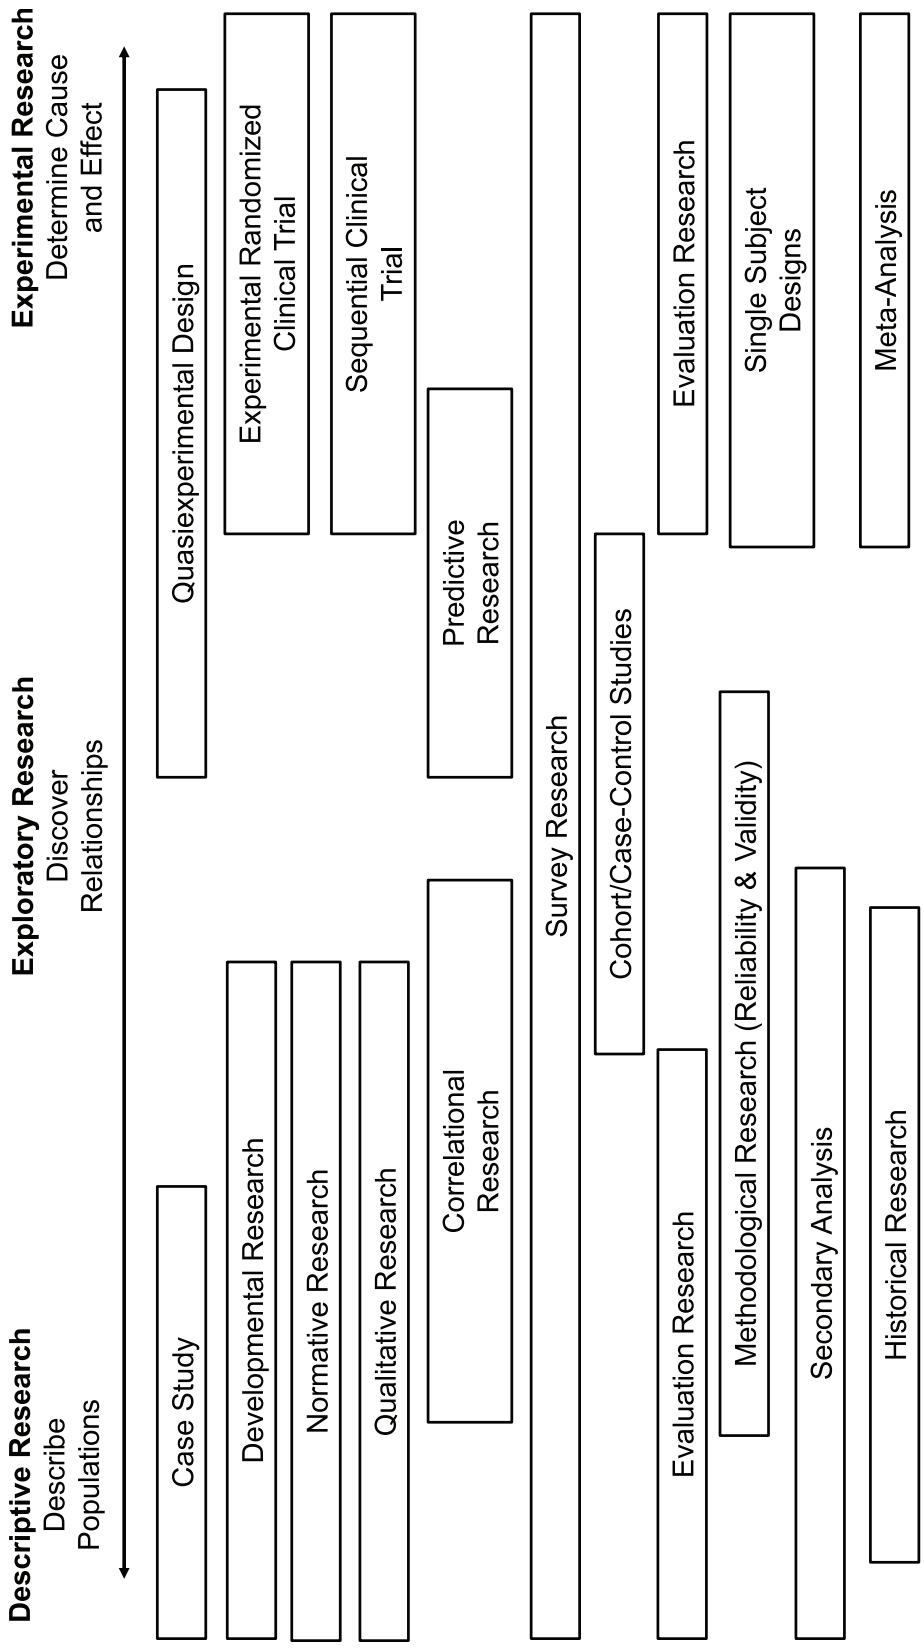 Descriptive Research
Describe
Populations
Exploratory Research
Discover
Relationships
Experimental Research
Determine Cause
and Effect
Case Study
Quasiexperimental Design
Developmental Research
Experimental Randomized
Clinical Trial
Normative Research
Sequential Clinical
Trial
Qualitative Research
Correlational
Research
Predictive
Research
Survey Research
Cohort/Case-Control Studies
Evaluation Research
Evaluation Research
Methodological Research (Reliability & Validity)
Single Subject
Designs
Secondary Analysis
Historical Research
Meta-Analysis